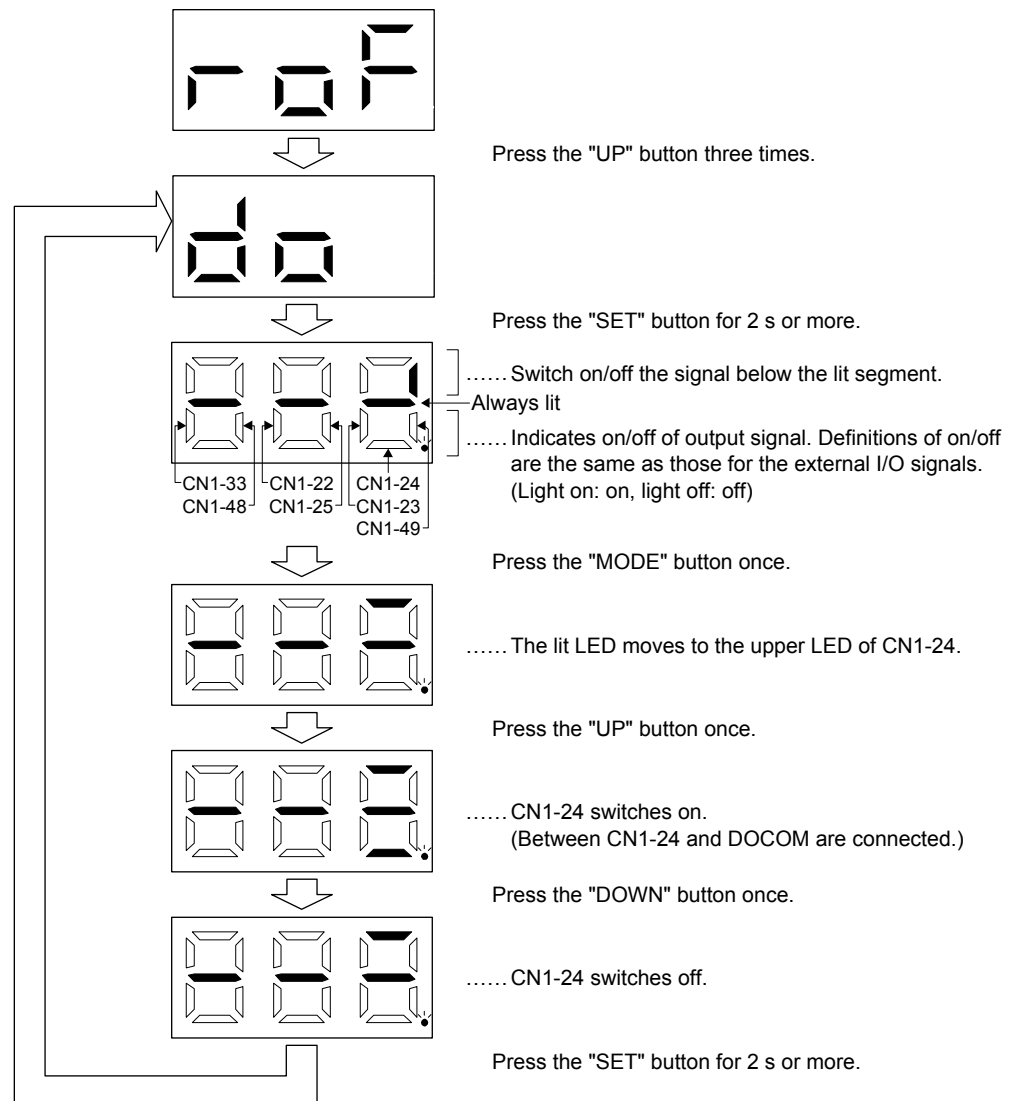 roF
Press the "UP" button three times.
do
Press the "SET" button for 2 s or more.
......Switch on/off the signal below the lit segment.
Always lit
......Indicates on/off of output signal. Definitions of on/off
are the same as those for the external I/O signals.
(Light on: on, light off: off)
CN1-33 CN1-22 CN1-24
CN1-48 CN1-25 CN1-23
CN1-49
Press the "MODE" button once.
......The lit LED moves to the upper LED of CN1-24.
Press the "UP" button once.
......CN1-24 switches on.
(Between CN1-24 and DOCOM are connected.)
Press the "DOWN" button once.
......CN1-24 switches off.
Press the "SET" button for 2 s or more.